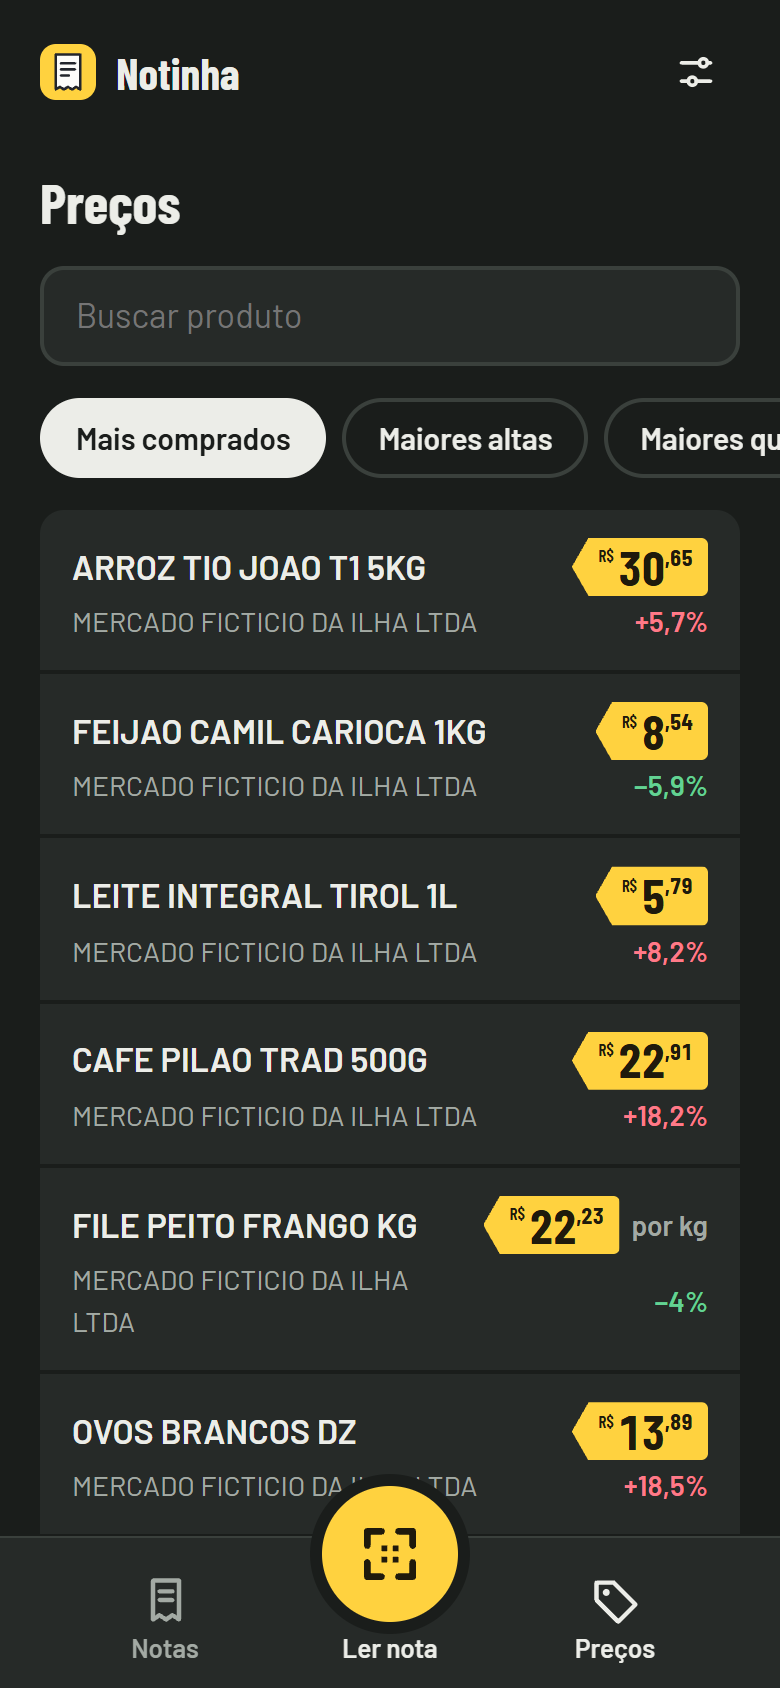 Notinha
Preços
Buscar produto
Mais comprados
Maiores altas
Maiores qu
ARROZ TIO JOAO T1 5KG
R$ 30,65
MERCADO FICTICIO DA ILHA LTDA
+5,7%
FEIJAO CAMIL CARIOCA 1KG
R$ 8,54
MERCADO FICTICIO DA ILHA LTDA
−5,9%
LEITE INTEGRAL TIROL 1L
R$ 5,79
MERCADO FICTICIO DA ILHA LTDA
+8,2%
CAFE PILAO TRAD 500G
R$ 22,91
MERCADO FICTICIO DA ILHA LTDA
+18,2%
FILE PEITO FRANGO KG
R$ 22,23 por kg
MERCADO FICTICIO DA ILHA
LTDA
−4%
OVOS BRANCOS DZ
R$ 13,89
MERCADO FICTICIO DA LTDA
+18,5%
Notas
Ler nota
Preços